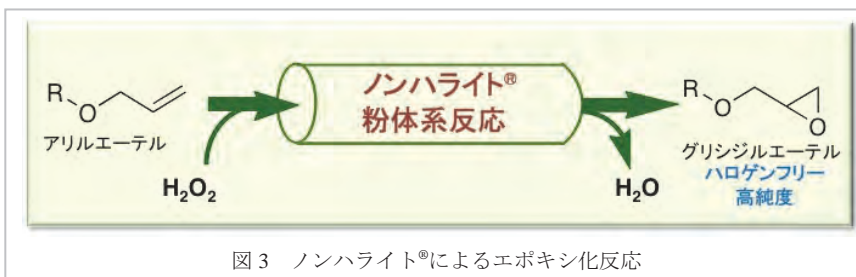 ノンハライト®
粉体系反応
R
O
アリルエーテル
H₂O₂
H₂O
R
O
O
グリシジルエーテル
ハロゲンフリー
高純度
図3 ノンハライト®によるエポキシ化反応